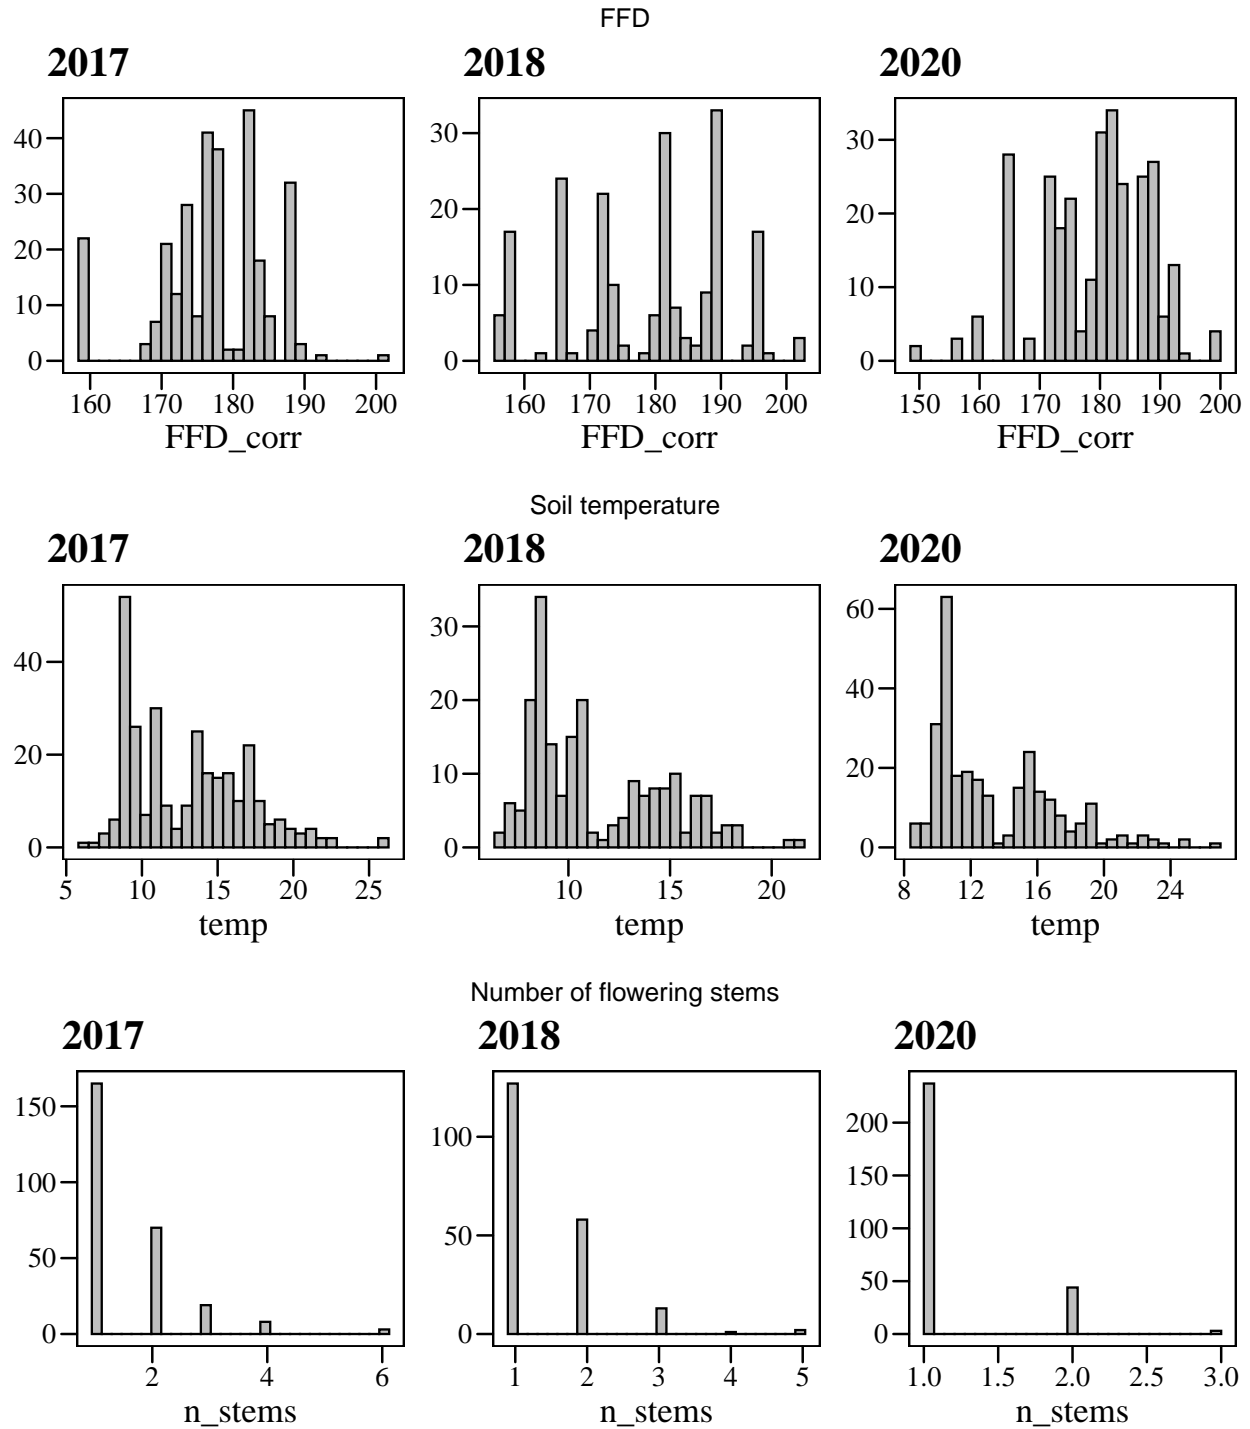 FFD
2017 2018 2020
40 30 20 10 0
160 170 180 190 200
FFD_corr
30 20 10 0
160 170 180 190 200
FFD_corr
30 20 10 0
150 160 170 180 190 200
FFD_corr
Soil temperature
2017 2018 2020
40 20 0
5 10 15 20 25
temp
30 20 10 0
10 15 20
temp
60 40 20 0
8 12 16 20 24
temp
Number of flowering stems
2017 2018 2020
150 100 50 0
2 4 6
n_stems
100 50 0
1 2 3 4 5
n_stems
200 150 100 50 0
1.0 1.5 2.0 2.5 3.0
n_stems